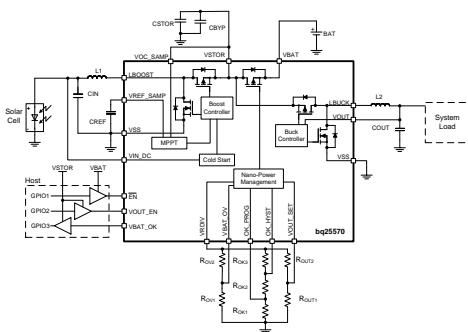 CSTOR
CBYP
BAT
VOC_SAMP
VSTOR
VBAT
L1
LBOOST
CIN
Solar
Cell
VREF_SAMP
CREF
VSS
Boost
Controller
MPPT
Cold Start
VIN_DC
LBUCK
L2
VOUT
COUT
System
Load
Buck
Controller
VSS
Nano-Power
Management
Host
VSTOR
VBAT
GPIO1
GPIO2
GPIO3
EN
VOUT_EN
VBAT_OK
VRDIV
VBAT_OV
OK_PROG
OK_HYST
VOUT_SET
bq25570
ROV2
ROK3
ROUT2
ROK2
ROV1
ROUT1
ROK1